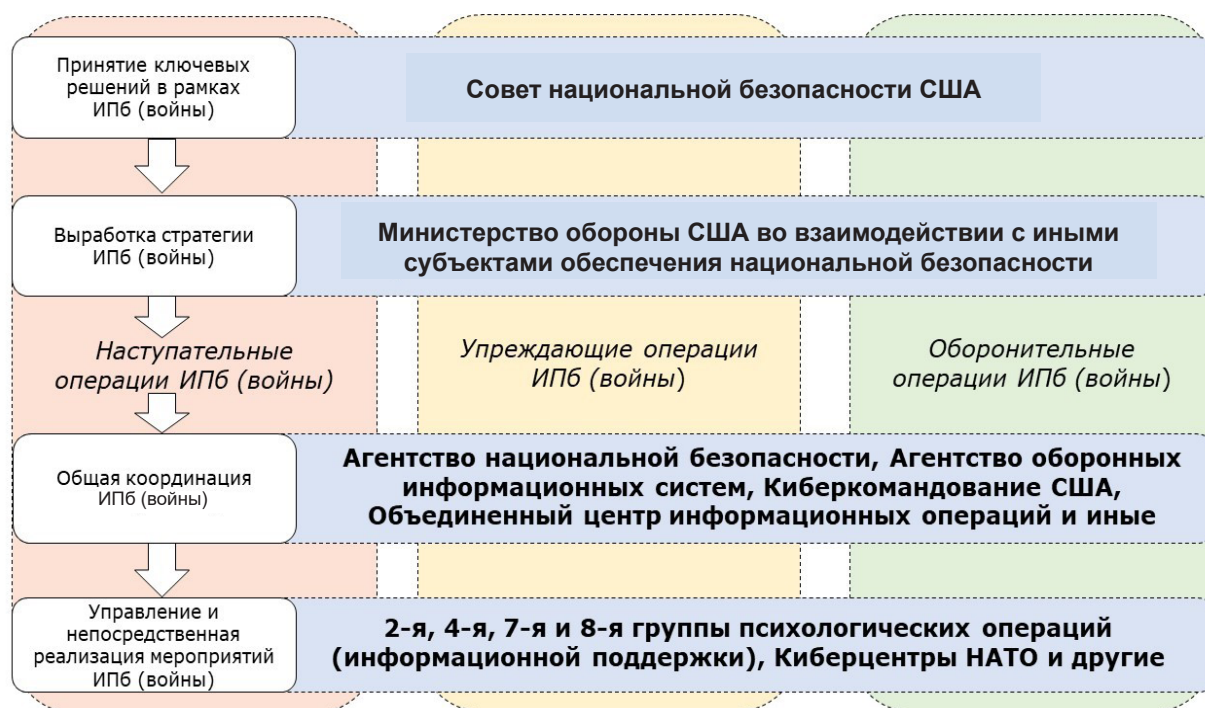 Принятие ключевых
решений в рамках
ИПб (войны)
Совет национальной безопасности США
Выработка стратегии
ИПб (войны)
Министерство обороны США во взаимодействии с иными
субъектами обеспечения национальной безопасности
Наступательные
операции ИПб (войны)
Упреждающие операции
ИПб (войны)
Оборонительные
операции ИПб (войны)
Общая координация
ИПб (войны)
Агентство национальной безопасности, Агентство оборонных
информационных систем, Киберкомандование США,
Объединенный центр информационных операций и иные
Управление и
непосредственная
реализация мероприятий
ИПб (войны)
2-я, 4-я, 7-я и 8-я группы психологических операций
(информационной поддержки), Киберцентры НАТО и другие